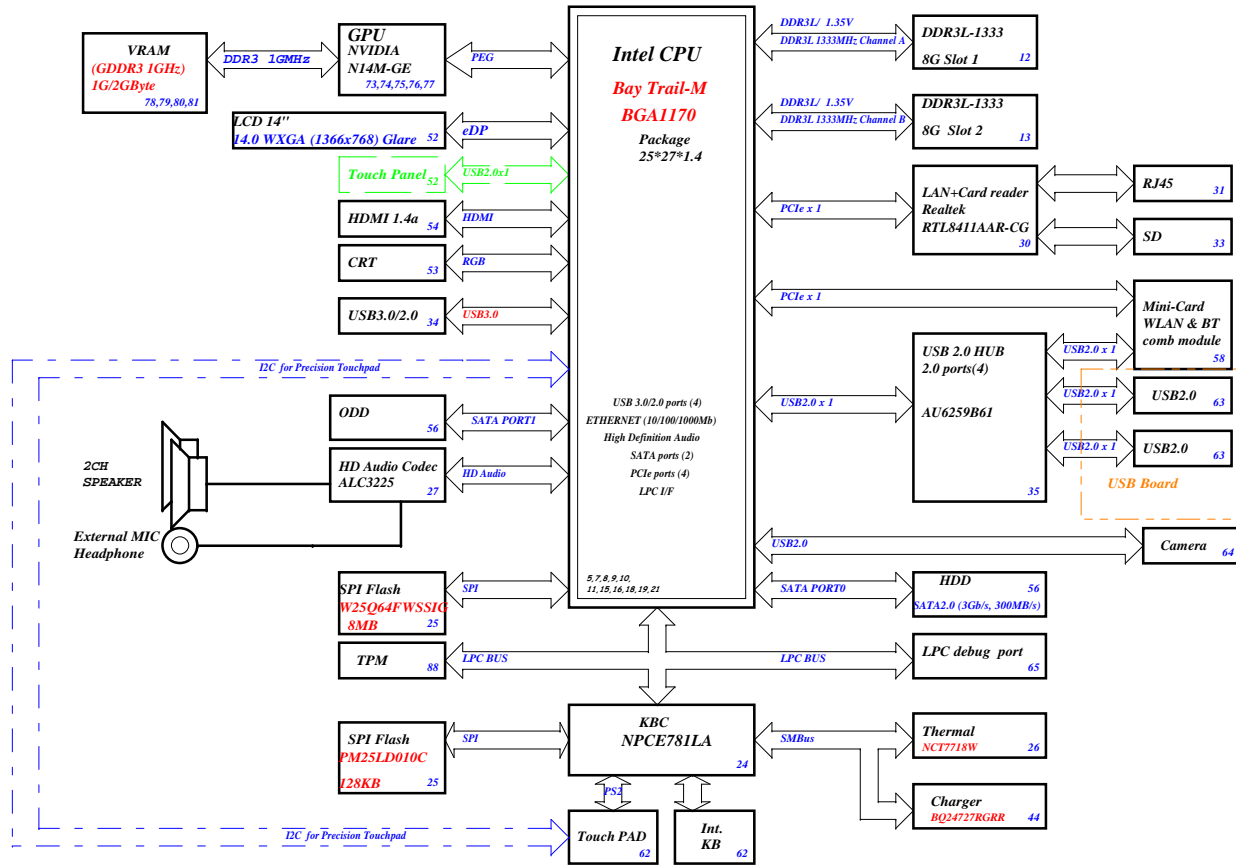 VRAM
(GDDR3 1GHz)
1G/2GByte
78,79,80,81
DDR3 1GMHz
GPU
NVIDIA
N14M-GE
73,74,75,76,77
PEG
LCD 14"
14.0 WXGA (1366x768) Glare
52
eDP
Touch Panel
52
USB2.0x1
HDMI 1.4a
54
HDMI
CRT
53
RGB
USB3.0/2.0
34
USB3.0
I2C for Precision Touchpad
ODD
56
SATA PORT1
HD Audio Codec
ALC3225
27
HD Audio
2CH
SPEAKER
External MIC
Headphone
SPI Flash
W25Q64FWSSIG
8MB
25
SPI
TPM
88
LPC BUS
SPI Flash
PM25LD010C
128KB
25
SPI
I2C for Precision Touchpad
Intel CPU
Bay Trail-M
BGA1170
Package
25*27*1.4
USB 3.0/2.0 ports (4)
ETHERNET (10/100/1000Mb)
High Definition Audio
SATA ports (2)
PCIe ports (4)
LPC I/F
5,7,8,9,10,
11,15,16,18,19,21
KBC
NPCE781LA
24
PS2
Touch PAD
62
Int.
KB
62
DDR3L/ 1.35V
DDR3L 1333MHz Channel A
DDR3L-1333
8G Slot 1
12
DDR3L/ 1.35V
DDR3L 1333MHz Channel B
DDR3L-1333
8G Slot 2
13
PCIe x 1
LAN+Card reader
Realtek
RTL8411AAR-CG
30
RJ45
31
SD
33
PCIe x 1
Mini-Card
WLAN & BT
comb module
58
USB2.0 x 1
USB 2.0 HUB
2.0 ports(4)
AU6259B61
35
USB2.0 x 1
USB2.0 x 1
USB2.0
63
USB2.0 x 1
USB2.0
63
USB Board
USB2.0
Camera
64
SATA PORT0
HDD
56
SATA2.0 (3Gb/s, 300MB/s)
LPC BUS
LPC debug port
65
SMBus
Thermal
NCT7718W
26
Charger
BQ24727RGRR
44